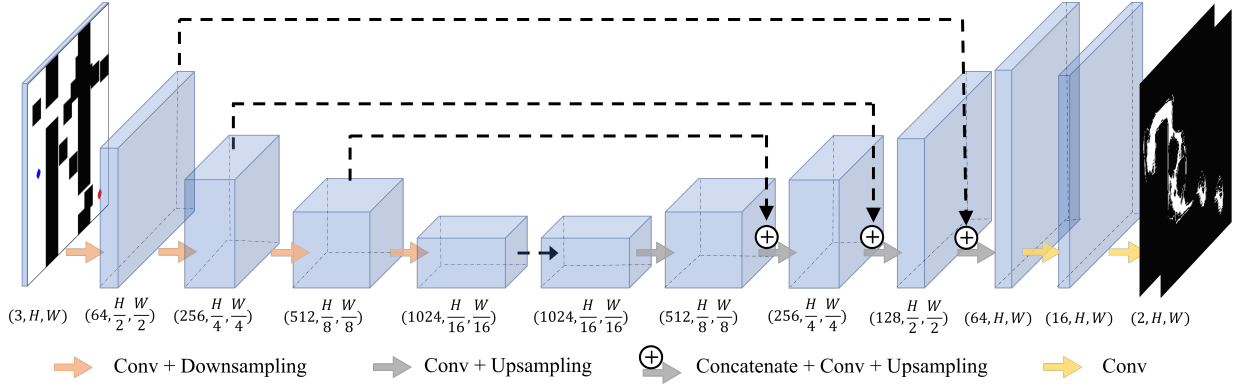 (3, H, W) (64, H/2, W/2) (256, H/4, W/4) (512, H/8, W/8) (1024, H/16, W/16) (1024, H/16, W/16) (512, H/8, W/8) (256, H/4, W/4) (128, H/2, W/2) (64, H, W) (16, H, W) (2, H, W)
Conv + Downsampling Conv + Upsampling Concatenate + Conv + Upsampling Conv